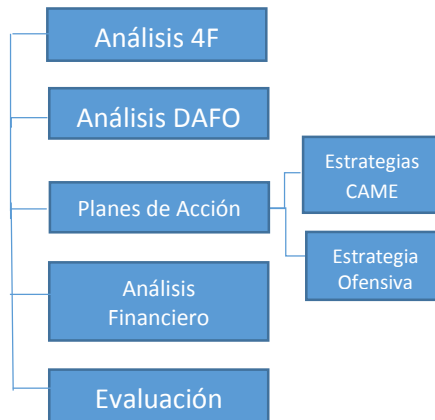 Análisis 4F
Análisis DAFO
Planes de Acción
Estrategias
CAME
Estrategia
Ofensiva
Análisis
Financiero
Evaluación